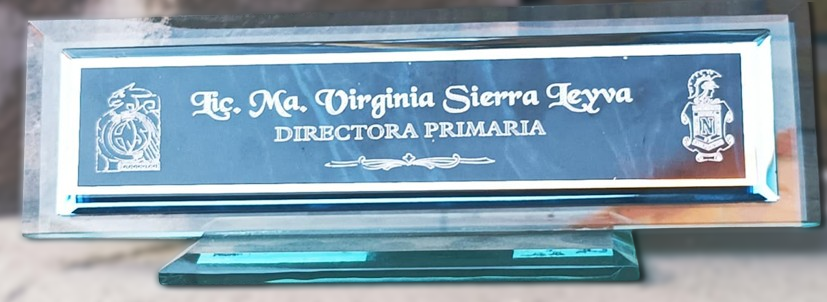 Lic. Ma. Virginia Sierra Leyva
DIRECTORA PRIMARIA
N